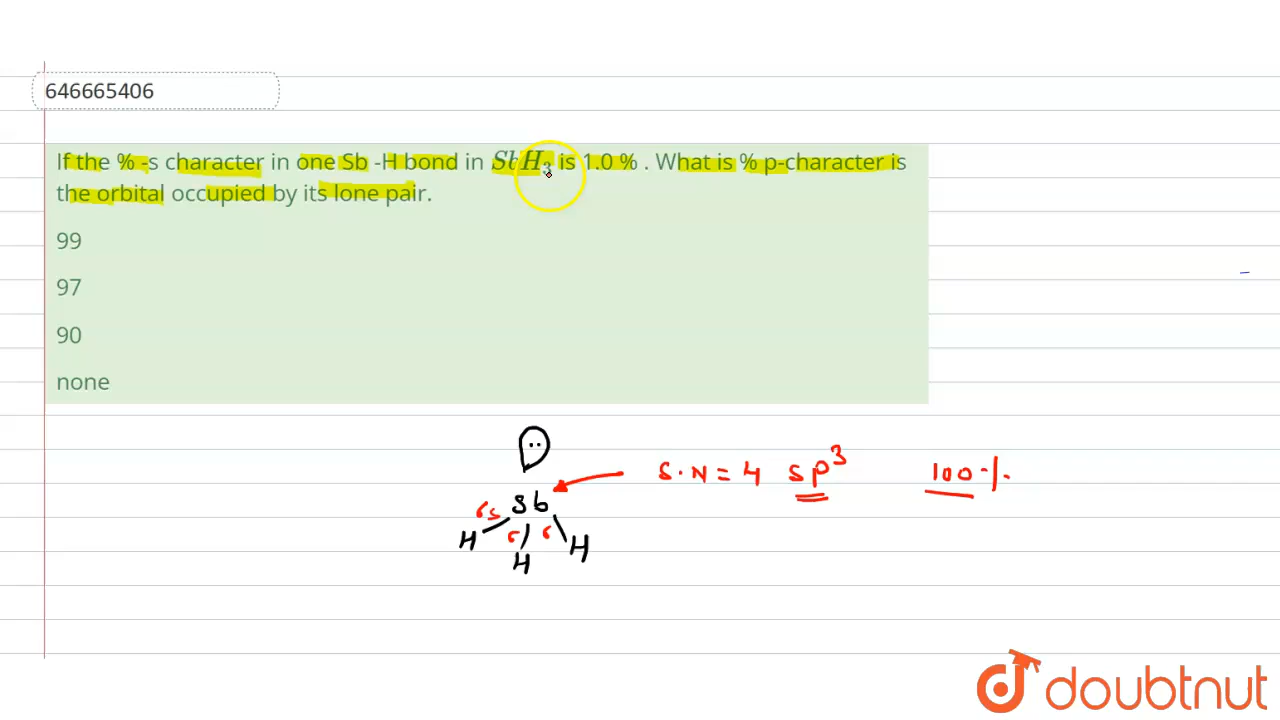 646665406
If the % -s character in one Sb -H bond in SbH3 is 1.0 % . What is % p-character is
the orbital occupied by its lone pair.
99
97
90
none
S.N = 4 sp³ 100%
Sb
H H H
doubtnut